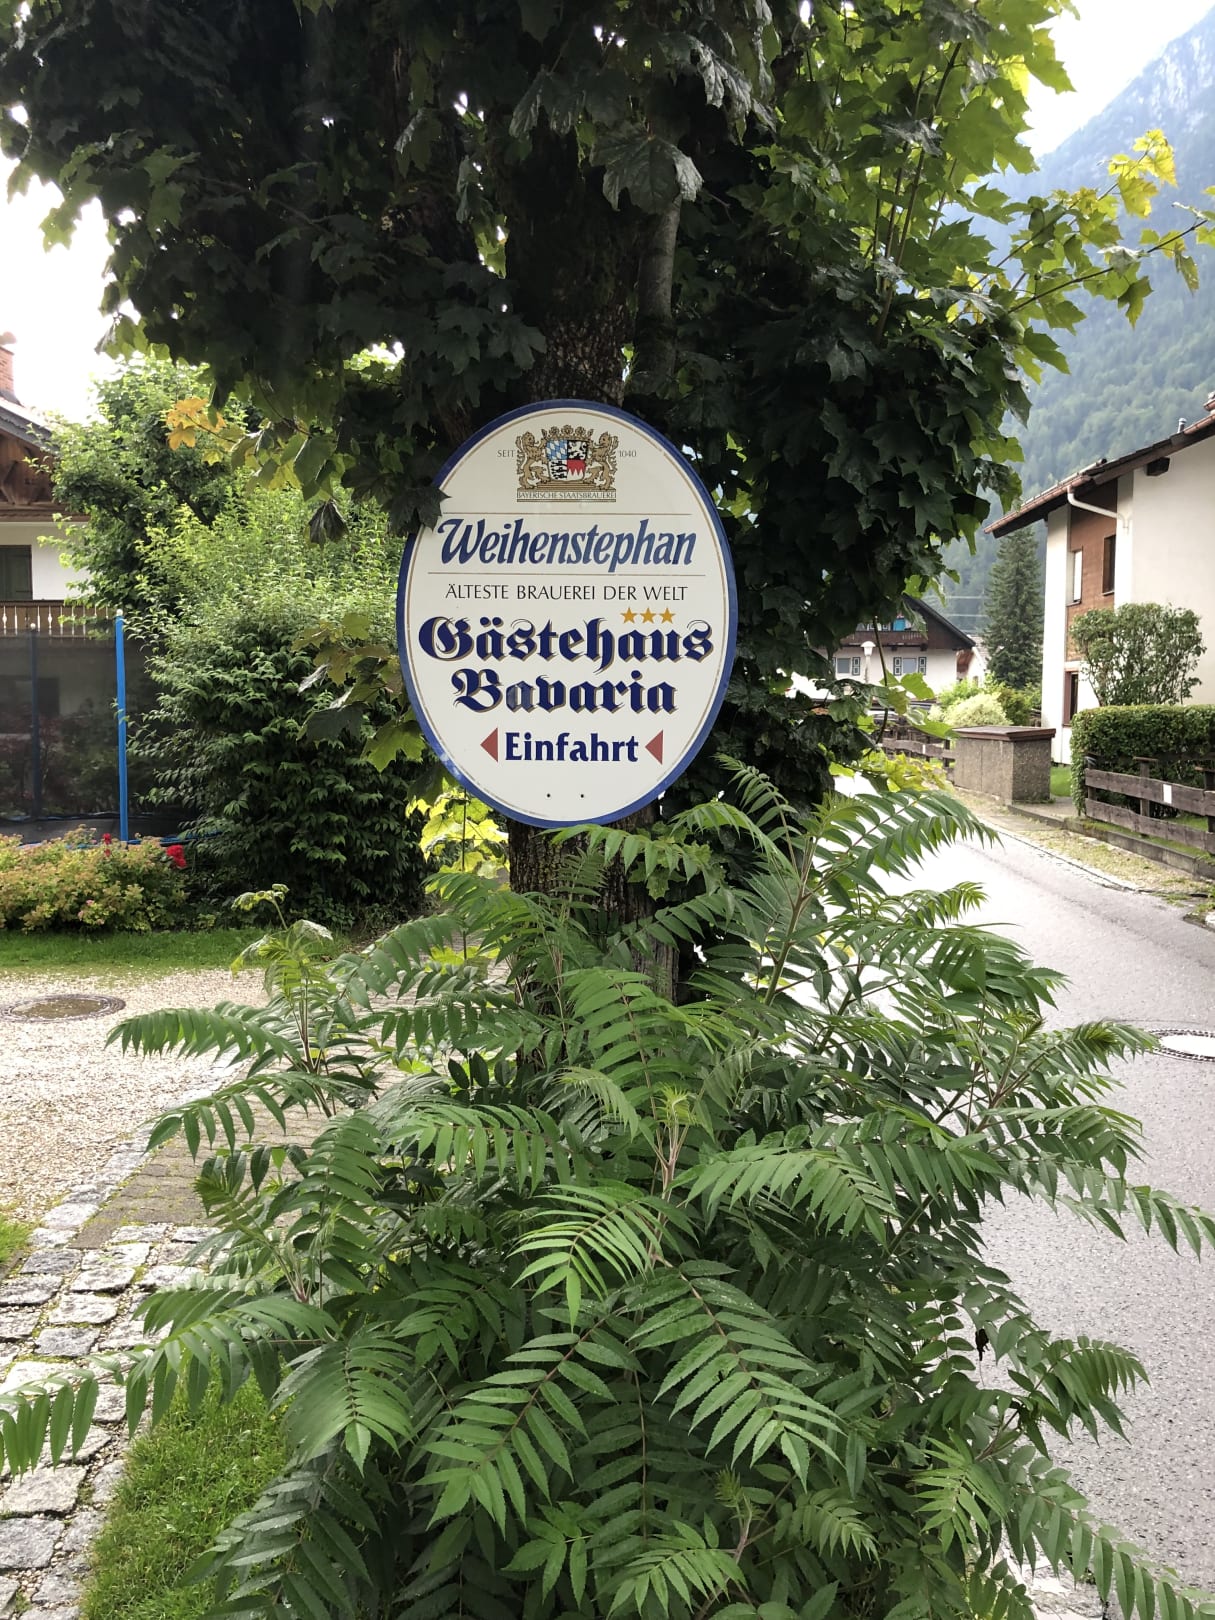 SEIT 1040
BAYERISCHE STAATSBRAUEREI
Weihenstephan
ÄLTESTE BRAUEREI DER WELT
Gästehaus
Bavaria
Einfahrt